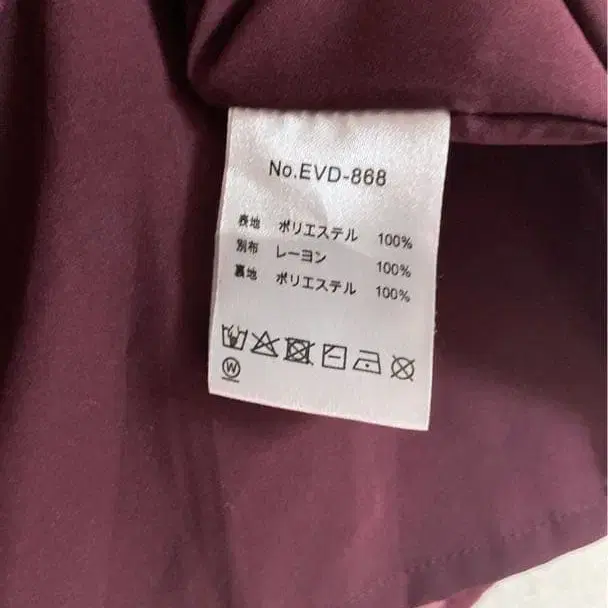 No.EVD-868
表地 ポリエステル 100%
別布 レーヨン 100%
裏地 ポリエステル 100%
W